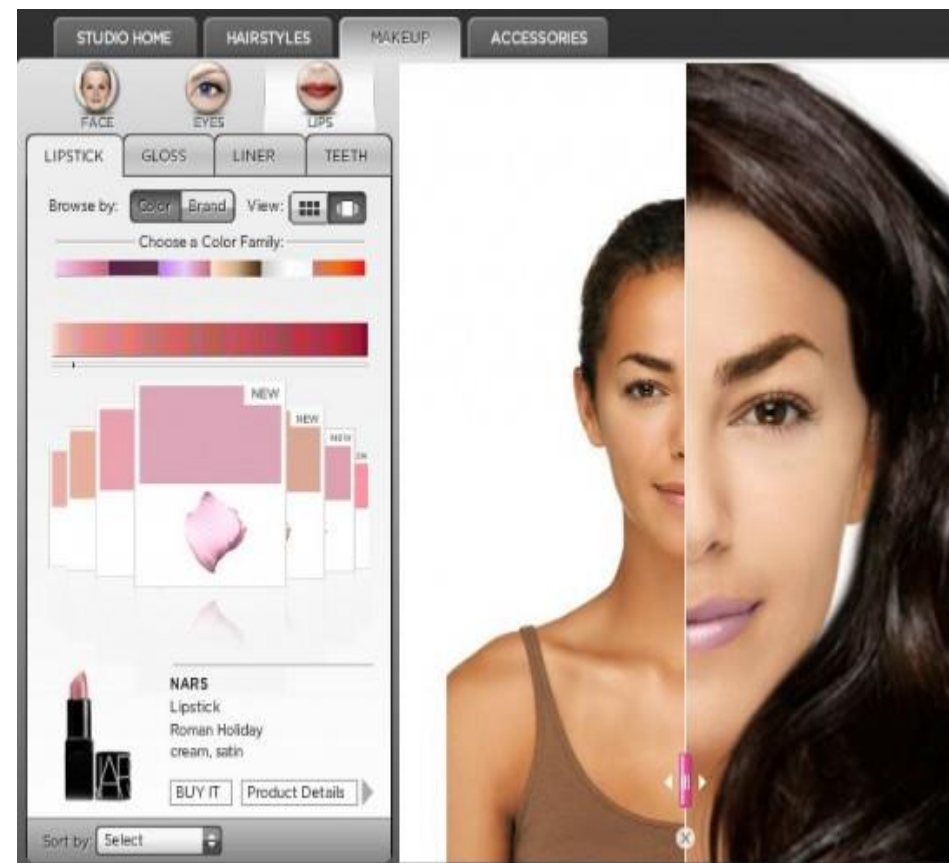 STUDIO HOME HAIRSTYLES MAKEUP ACCESSORIES
FACE EYES LIPS
LIPSTICK GLOSS LINER TEETH
Browse by: Color Brand View:
Choose a Color Family:
NEW
NEW
NEW
NARS
Lipstick
Roman Holiday
cream, satin
BUY IT Product Details
Sort by: Select